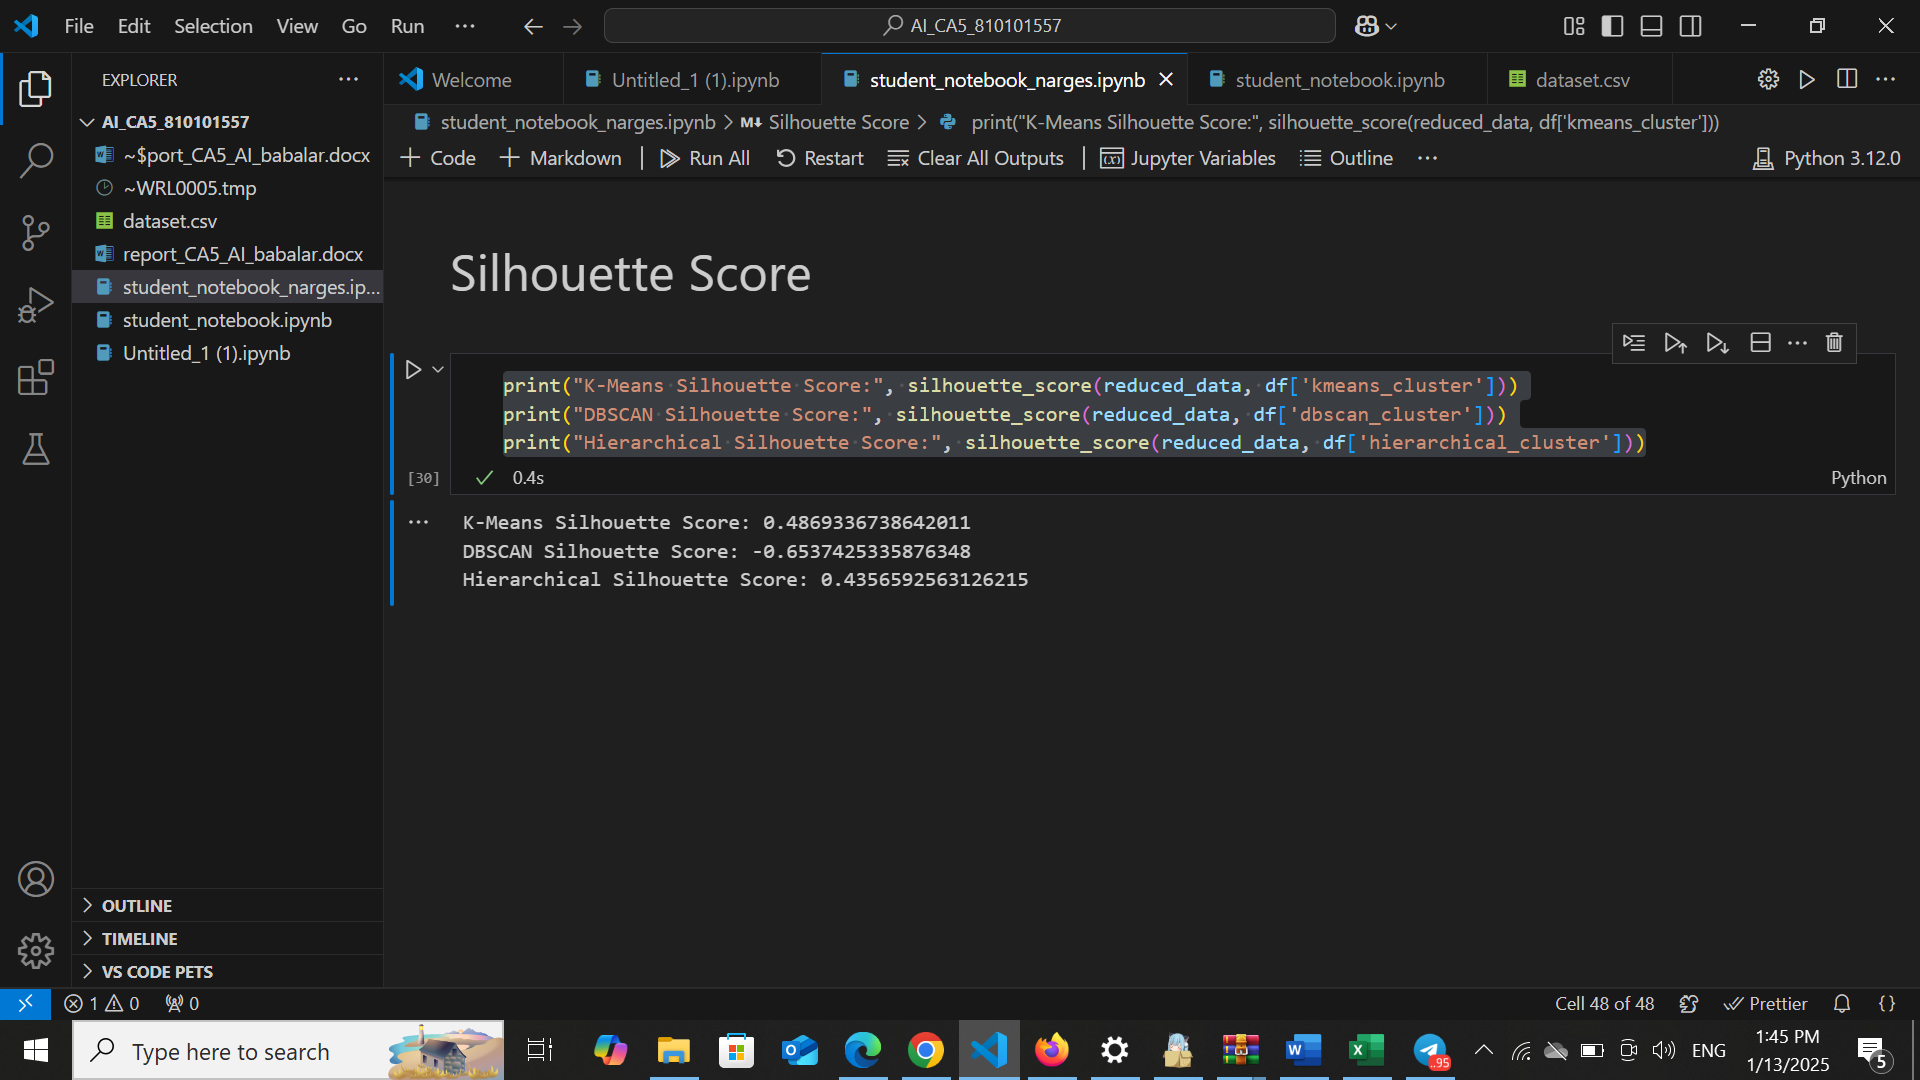 File Edit Selection View Go Run ···
AI_CA5_810101557
EXPLORER
AI_CA5_810101557
~$port_CA5_AI_babalar.docx
~WRL0005.tmp
dataset.csv
report_CA5_AI_babalar.docx
student_notebook_narges.ip...
student_notebook.ipynb
Untitled_1 (1).ipynb
OUTLINE
TIMELINE
VS CODE PETS
Welcome Untitled_1 (1).ipynb student_notebook_narges.ipynb student_notebook.ipynb dataset.csv
student_notebook_narges.ipynb > M↓ Silhouette Score > print("K-Means Silhouette Score:", silhouette_score(reduced_data, df['kmeans_cluster']))
+ Code + Markdown Run All Restart Clear All Outputs Jupyter Variables Outline ··· Python 3.12.0
Silhouette Score
print("K-Means Silhouette Score:", silhouette_score(reduced_data, df['kmeans_cluster']))
print("DBSCAN Silhouette Score:", silhouette_score(reduced_data, df['dbscan_cluster']))
print("Hierarchical Silhouette Score:", silhouette_score(reduced_data, df['hierarchical_cluster']))
[30] 0.4s Python
K-Means Silhouette Score: 0.4869336738642011
DBSCAN Silhouette Score: -0.6537425335876348
Hierarchical Silhouette Score: 0.4356592563126215
1 0 0 Cell 48 of 48 Prettier {}
Type here to search
..95
ENG
1:45 PM
1/13/2025
5